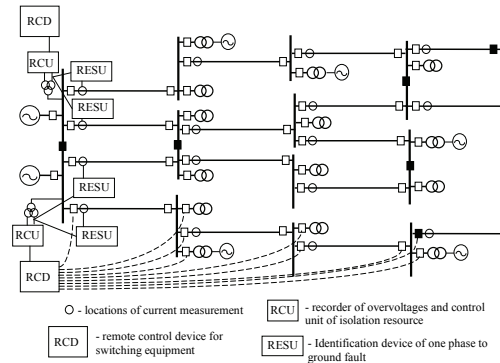 RCD
RCU
RESU
RESU
RESU
RCU
RESU
RCD
- locations of current measurement
RCU
- recorder of overvoltages and control
unit of isolation resource
RCD
- remote control device for
switching equipment
RESU
- Identification device of one phase to
ground fault